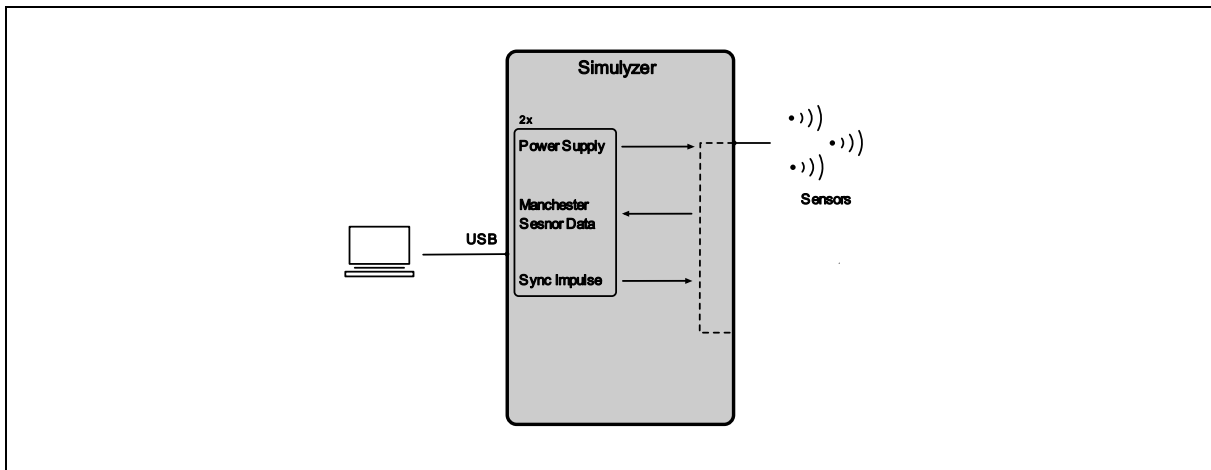 Simulyzer
2x
Power Supply
Manchester
Sesnor Data
Sync Impulse
USB
Sensors